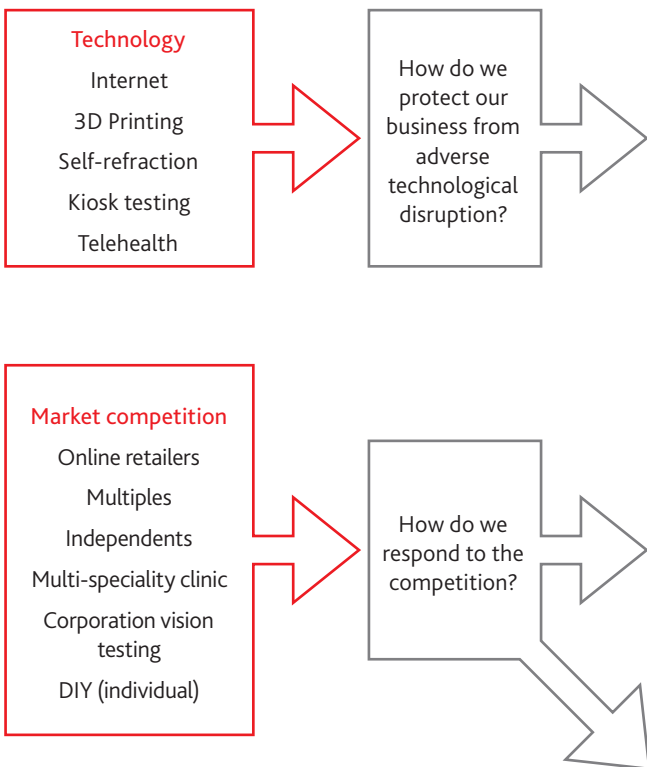 Technology
Internet
3D Printing
Self-refraction
Kiosk testing
Telehealth
How do we
protect our
business from
adverse
technological
disruption?
Market competition
Online retailers
Multiples
Independents
Multi-speciality clinic
Corporation vision
testing
DIY (individual)
How do we
respond to the
competition?